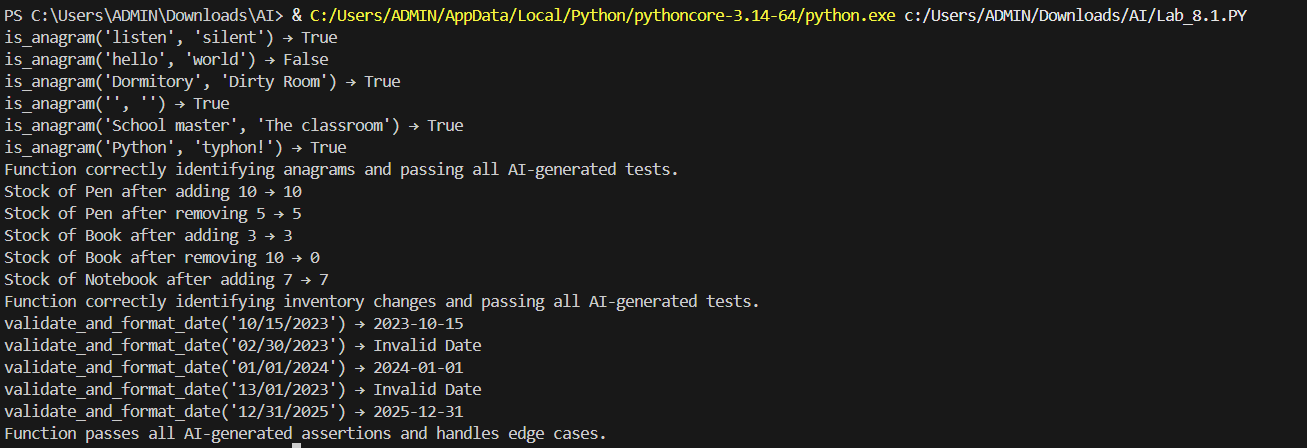 PS C:\Users\ADMIN\Downloads\AI> & C:/Users/ADMIN/AppData/Local/Python/pythoncore-3.14-64/python.exe c:/Users/ADMIN/Downloads/AI/Lab_8.1.PY
is_anagram('listen', 'silent') → True
is_anagram('hello', 'world') → False
is_anagram('Dormitory', 'Dirty Room') → True
is_anagram('', '') → True
is_anagram('School master', 'The classroom') → True
is_anagram('Python', 'typhon!') → True
Function correctly identifying anagrams and passing all AI-generated tests.
Stock of Pen after adding 10 → 10
Stock of Pen after removing 5 → 5
Stock of Book after adding 3 → 3
Stock of Book after removing 10 → 0
Stock of Notebook after adding 7 → 7
Function correctly identifying inventory changes and passing all AI-generated tests.
validate_and_format_date('10/15/2023') → 2023-10-15
validate_and_format_date('02/30/2023') → Invalid Date
validate_and_format_date('01/01/2024') → 2024-01-01
validate_and_format_date('13/01/2023') → Invalid Date
validate_and_format_date('12/31/2025') → 2025-12-31
Function passes all AI-generated assertions and handles edge cases.